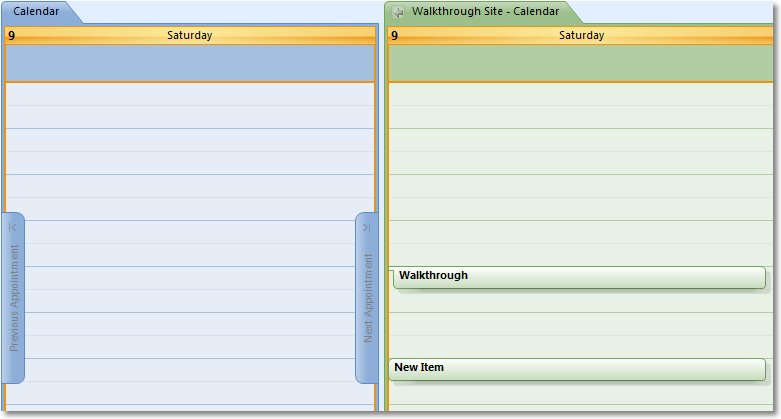 Calendar
9 Saturday
Previous Appointment
Next Appointment
Walkthrough Site - Calendar
9 Saturday
Walkthrough
New Item